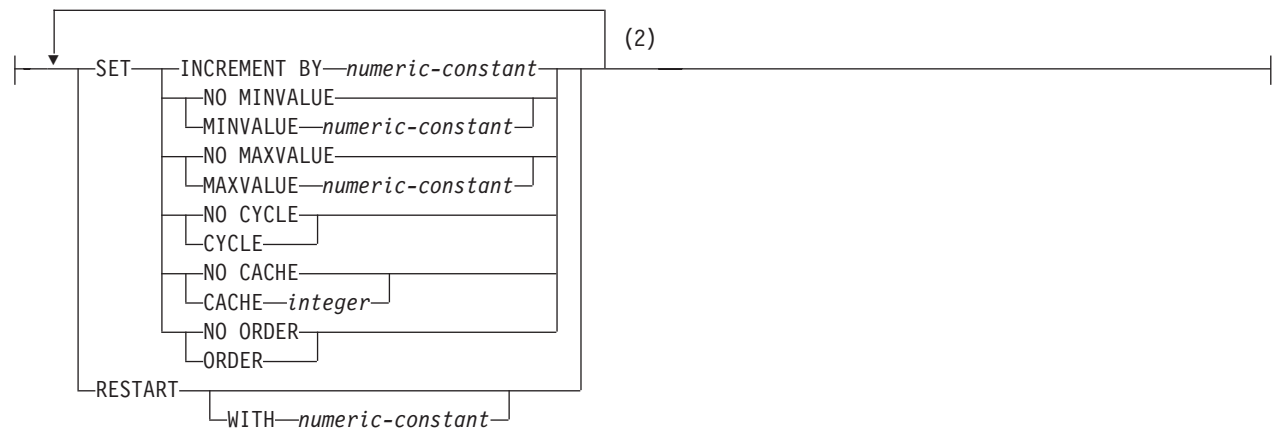 (2)
SET INCREMENT BY numeric-constant
NO MINVALUE
MINVALUE numeric-constant
NO MAXVALUE
MAXVALUE numeric-constant
NO CYCLE
CYCLE
NO CACHE
CACHE integer
NO ORDER
ORDER
RESTART
WITH numeric-constant